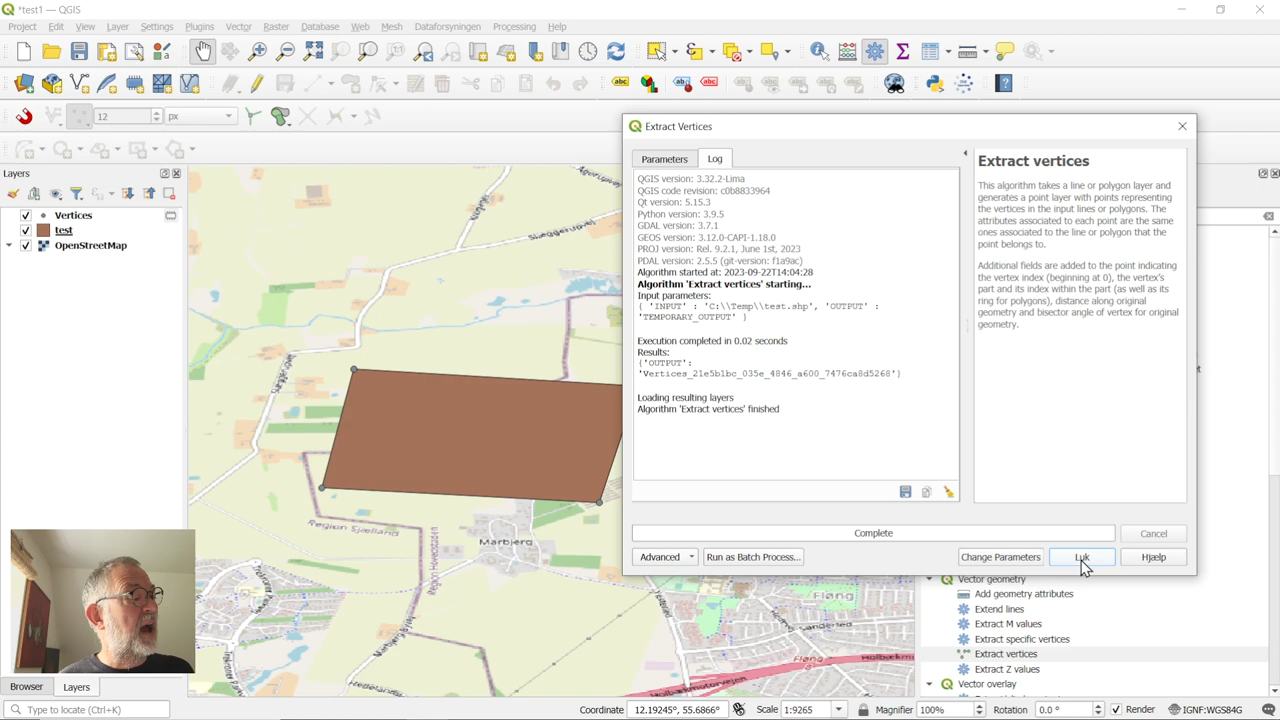 *test1 — QGIS
Project Edit View Layer Settings Plugins Vector Raster Database Web Mesh Dataforsyningen Processing Help
12 px
Layers
Vertices
test
OpenStreetMap
Browser Layers
Extract Vertices
Parameters Log
QGIS version: 3.32.2-Lima
QGIS code revision: c0b8833964
Qt version: 5.15.3
Python version: 3.9.5
GDAL version: 3.7.1
GEOS version: 3.12.0-CAPI-1.18.0
PROJ version: Rel. 9.2.1, June 1st, 2023
PDAL version: 2.5.5 (git-version: f1a9ac)
Algorithm started at: 2023-09-22T14:04:28
Algorithm 'Extract vertices' starting…
Input parameters:
{ 'INPUT' : 'C:\\Temp\\test.shp', 'OUTPUT' :
'TEMPORARY_OUTPUT' }
Execution completed in 0.02 seconds
Results:
{'OUTPUT':
'Vertices_21e5b1bc_035e_4846_a600_7476ca8d5268'}
Loading resulting layers
Algorithm 'Extract vertices' finished
Complete
Cancel
Advanced Run as Batch Process… Change Parameters Luk Hjælp
Extract vertices
This algorithm takes a line or polygon layer and
generates a point layer with points representing
the vertices in the input lines or polygons. The
attributes associated to each point are the same
ones associated to the line or polygon that the
point belongs to.
Additional fields are added to the point indicating
the vertex index (beginning at 0), the vertex's
part and its index within the part (as well as its
ring for polygons), distance along original
geometry and bisector angle of vertex for original
geometry.
Region Sjælland
Region Hovedstaden
Marbjerg
Fløng
Holbækmotorvejen
Vector geometry
Add geometry attributes
Extend lines
Extract M values
Extract specific vertices
Extract vertices
Extract Z values
Vector overlay
Type to locate (Ctrl+K) Coordinate 12.19245°, 55.6866° Scale 1:9265 Magnifier 100% Rotation 0.0 ° Render IGNF:WGS84G